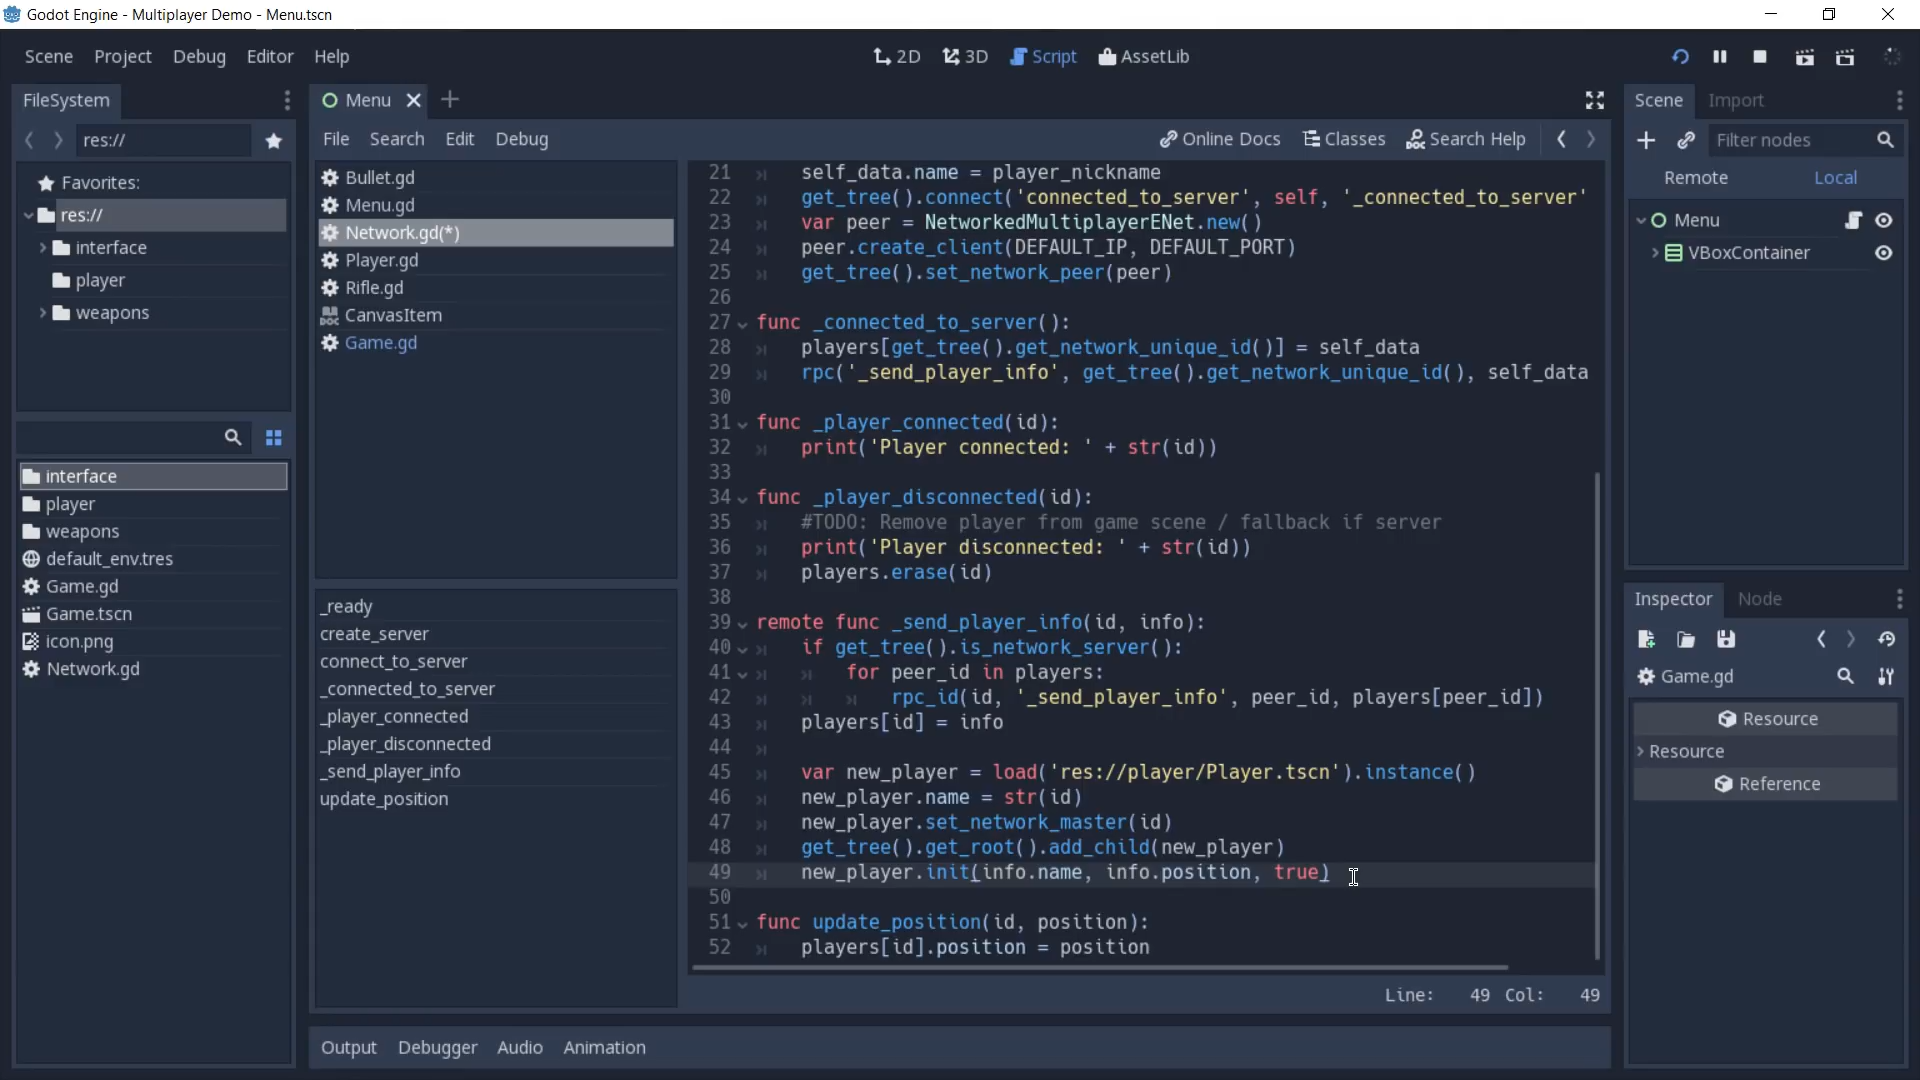 Godot Engine - Multiplayer Demo - Menu.tscn
Scene Project Debug Editor Help
2D 3D Script AssetLib
FileSystem
res://
Favorites:
res://
interface
player
weapons
interface
player
weapons
default_env.tres
Game.gd
Game.tscn
icon.png
Network.gd
Menu
File Search Edit Debug
Online Docs Classes Search Help
Bullet.gd
Menu.gd
Network.gd(*)
Player.gd
Rifle.gd
CanvasItem
Game.gd
_ready
create_server
connect_to_server
_connected_to_server
_player_connected
_player_disconnected
_send_player_info
update_position
21 self_data.name = player_nickname
22 get_tree().connect('connected_to_server', self, '_connected_to_server'
23 var peer = NetworkedMultiplayerENet.new()
24 peer.create_client(DEFAULT_IP, DEFAULT_PORT)
25 get_tree().set_network_peer(peer)
26
27 func _connected_to_server():
28 players[get_tree().get_network_unique_id()] = self_data
29 rpc('_send_player_info', get_tree().get_network_unique_id(), self_data
30
31 func _player_connected(id):
32 print('Player connected: ' + str(id))
33
34 func _player_disconnected(id):
35 #TODO: Remove player from game scene / fallback if server
36 print('Player disconnected: ' + str(id))
37 players.erase(id)
38
39 remote func _send_player_info(id, info):
40 if get_tree().is_network_server():
41 for peer_id in players:
42 rpc_id(id, '_send_player_info', peer_id, players[peer_id])
43 players[id] = info
44
45 var new_player = load('res://player/Player.tscn').instance()
46 new_player.name = str(id)
47 new_player.set_network_master(id)
48 get_tree().get_root().add_child(new_player)
49 new_player.init(info.name, info.position, true)
50
51 func update_position(id, position):
52 players[id].position = position
Line: 49 Col: 49
Output Debugger Audio Animation
Scene Import
Filter nodes
Remote Local
Menu
VBoxContainer
Inspector Node
Game.gd
Resource
Resource
Reference